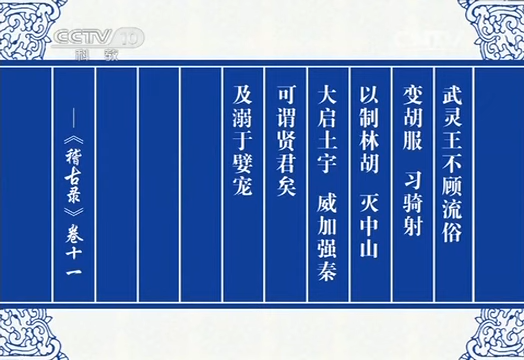 CCTV 10
科教
武灵王不顾流俗
变胡服 习骑射
以制林胡 灭中山
大启土宇 威加强秦
可谓贤君矣
及溺于嬖宠
——《稽古录》卷十一